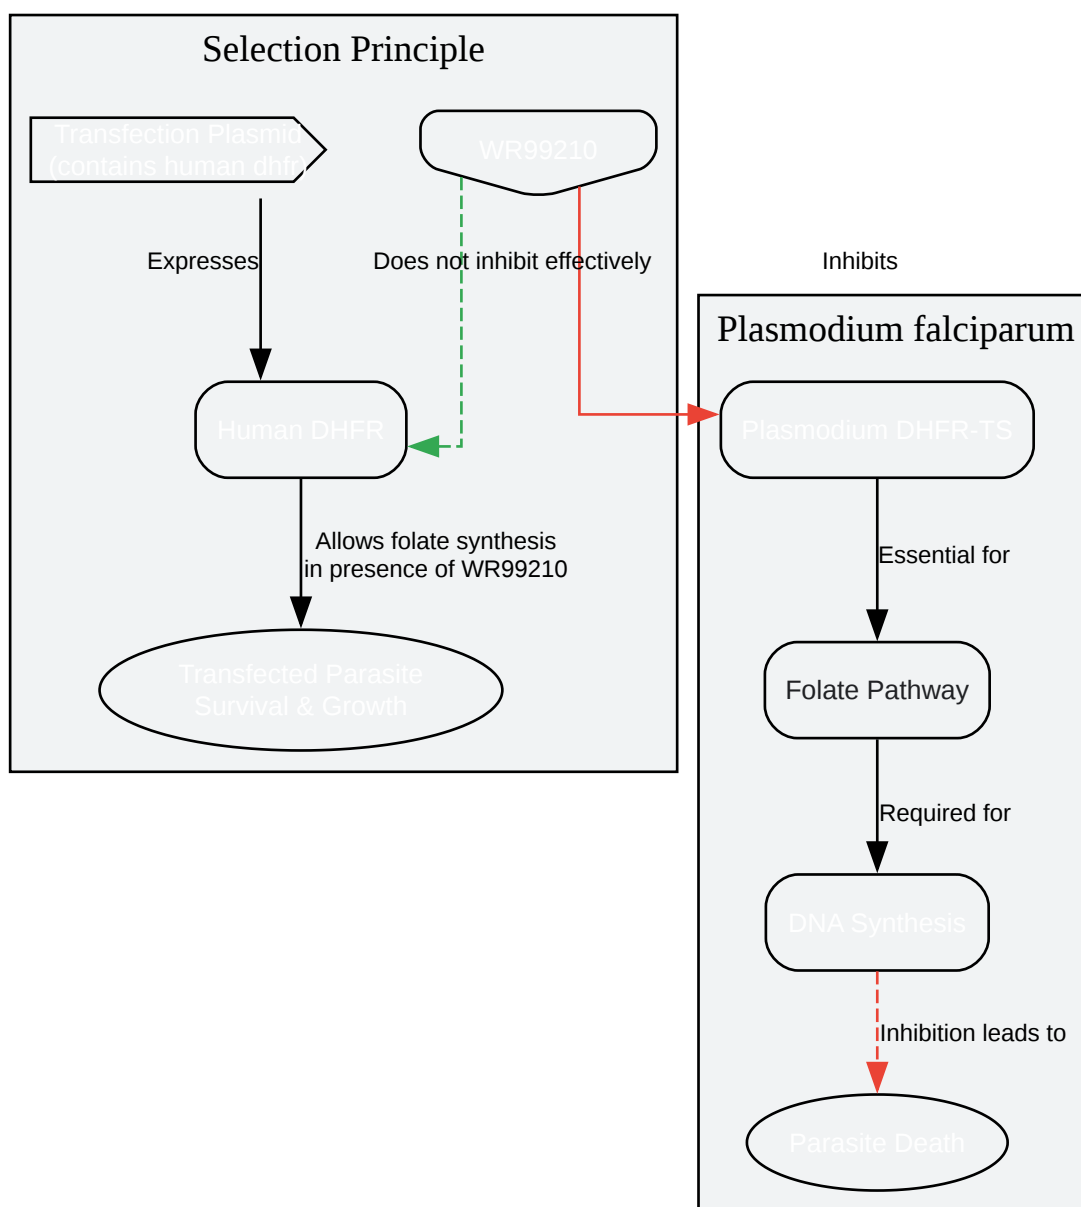 Selection Principle
Transfection Plasmid
(contains human dhfr)
WR99210
Expresses
Does not inhibit effectively
Inhibits
Plasmodium falciparum
Human DHFR
Plasmodium DHFR-TS
Allows folate synthesis
in presence of WR99210
Essential for
Transfected Parasite
Survival & Growth
Folate Pathway
Required for
DNA Synthesis
Inhibition leads to
Parasite Death